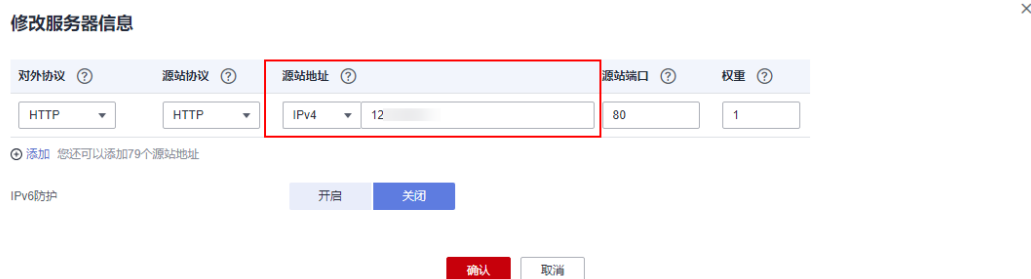 修改服务器信息
对外协议 ? 源站协议 ? 源站地址 ? 源站端口 ? 权重 ?
HTTP HTTP IPv4 12 80 1
添加 您还可以添加79个源站地址
IPv6防护 开启 关闭
确认 取消